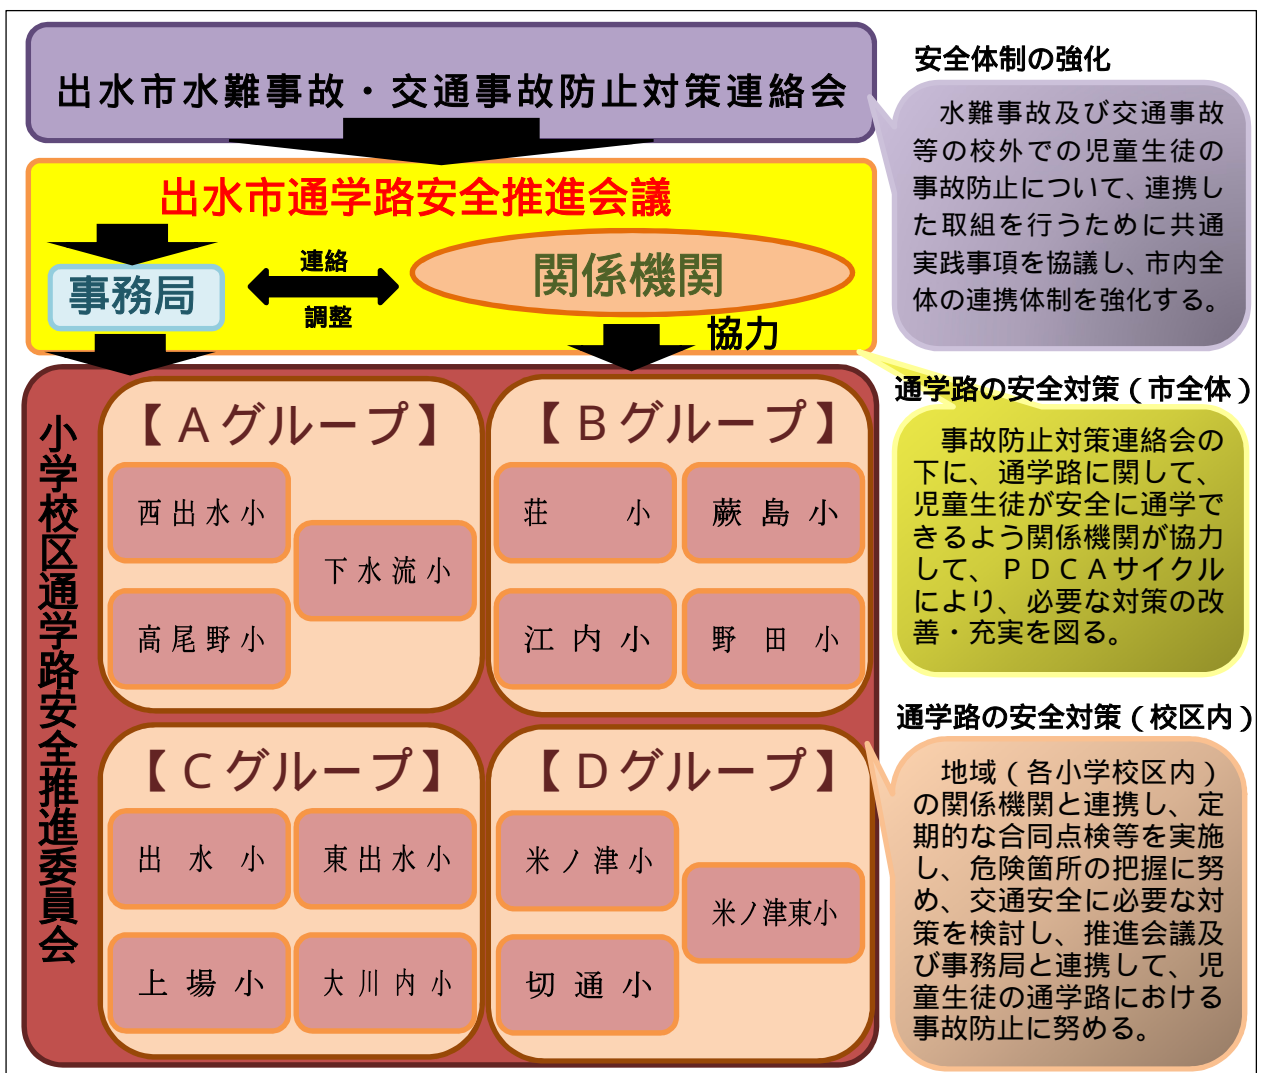 出水市水難事故・交通事故防止対策連絡会
出水市通学路安全推進会議
事務局
連絡
調整
関係機関
協力
小学校区通学路安全推進委員会
【Aグループ】
西出水小
下水流小
高尾野小
【Bグループ】
荘 小
蕨島小
江内小
野田小
【Cグループ】
出水小
東出水小
上場小
大川内小
【Dグループ】
米ノ津小
米ノ津東小
切通小
安全体制の強化
水難事故及び交通事故
等の校外での児童生徒の
事故防止について、連携し
た取組を行うために共通
実践事項を協議し、市内全
体の連携体制を強化する。
通学路の安全対策(市全体)
事故防止対策連絡会の
下に、通学路に関して、
児童生徒が安全に通学で
きるよう関係機関が協力
して、PDCAサイクル
により、必要な対策の改
善・充実を図る。
通学路の安全対策(校区内)
地域(各小学校区内)
の関係機関と連携し、定
期的な合同点検等を実施
し、危険箇所の把握に努
め、交通安全に必要な対
策を検討し、推進会議及
び事務局と連携して、児
童生徒の通学路における
事故防止に努める。